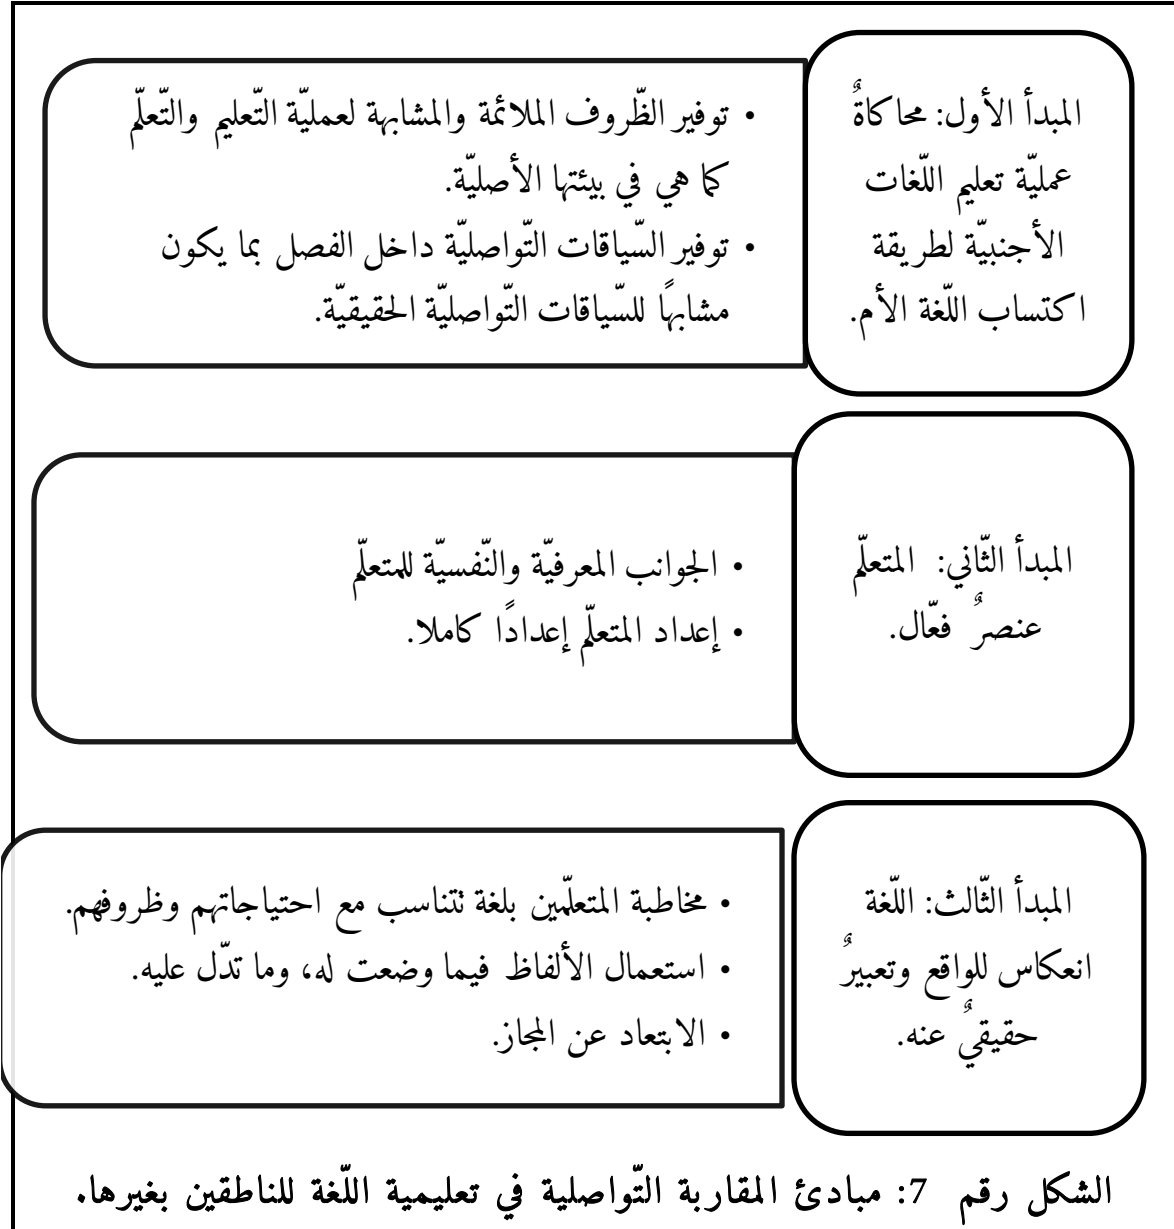 المبدأ الأول: محاكاةٌ
عمليّة تعليم اللّغات
الأجنبيّة لطريقة
اكتساب اللّغة الأم.
• توفير الظّروف الملائمة والمشابهة لعمليّة التّعليم والتّعلّم
كما هي في بيئتها الأصليّة.
• توفير السّياقات التّواصليّة داخل الفصل بما يكون
مشابهًا للسّياقات التّواصليّة الحقيقيّة.
المبدأ الثّاني: المتعلّم
عنصرٌ فعّال.
• الجوانب المعرفيّة والنّفسيّة للمتعلّم
• إعداد المتعلّم إعدادًا كاملا.
المبدأ الثّالث: اللّغة
انعكاس للواقع وتعبيرٌ
حقيقيٌ عنه.
• مخاطبة المتعلّمين بلغة تتناسب مع احتياجاتهم وظروفهم.
• استعمال الألفاظ فيما وضعت له، وما تدّل عليه.
• الابتعاد عن المجاز.
الشكل رقم 7: مبادئ المقاربة التّواصلية في تعليمية اللّغة للناطقين بغيرها.